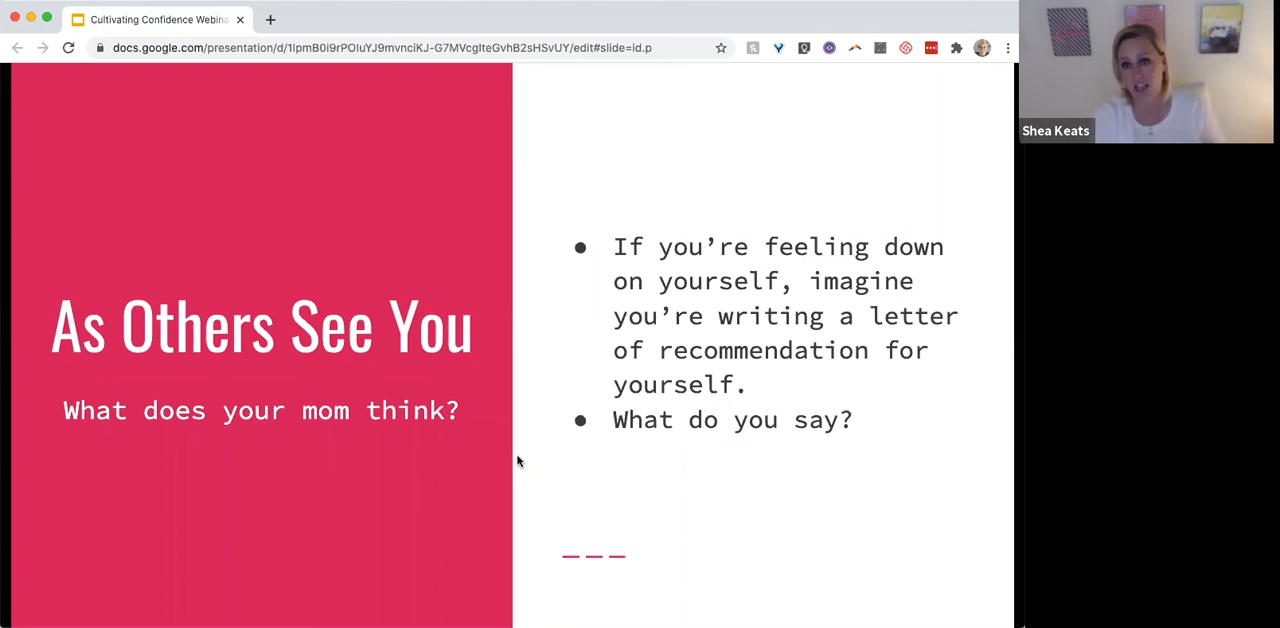 Cultivating Confidence Webina
docs.google.com/presentation/d/1IpmB0i9rPOIuYJ9mvnciKJ-G7MVcgIteGvhB2sHSvUY/edit#slide=id.p
Shea Keats
As Others See You
What does your mom think?
● If you’re feeling down
on yourself, imagine
you’re writing a letter
of recommendation for
yourself.
● What do you say?